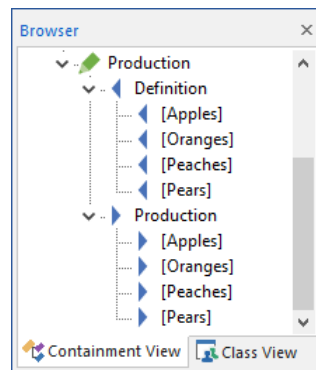 Browser
Production
Definition
[Apples]
[Oranges]
[Peaches]
[Pears]
Production
[Apples]
[Oranges]
[Peaches]
[Pears]
Containment View Class View